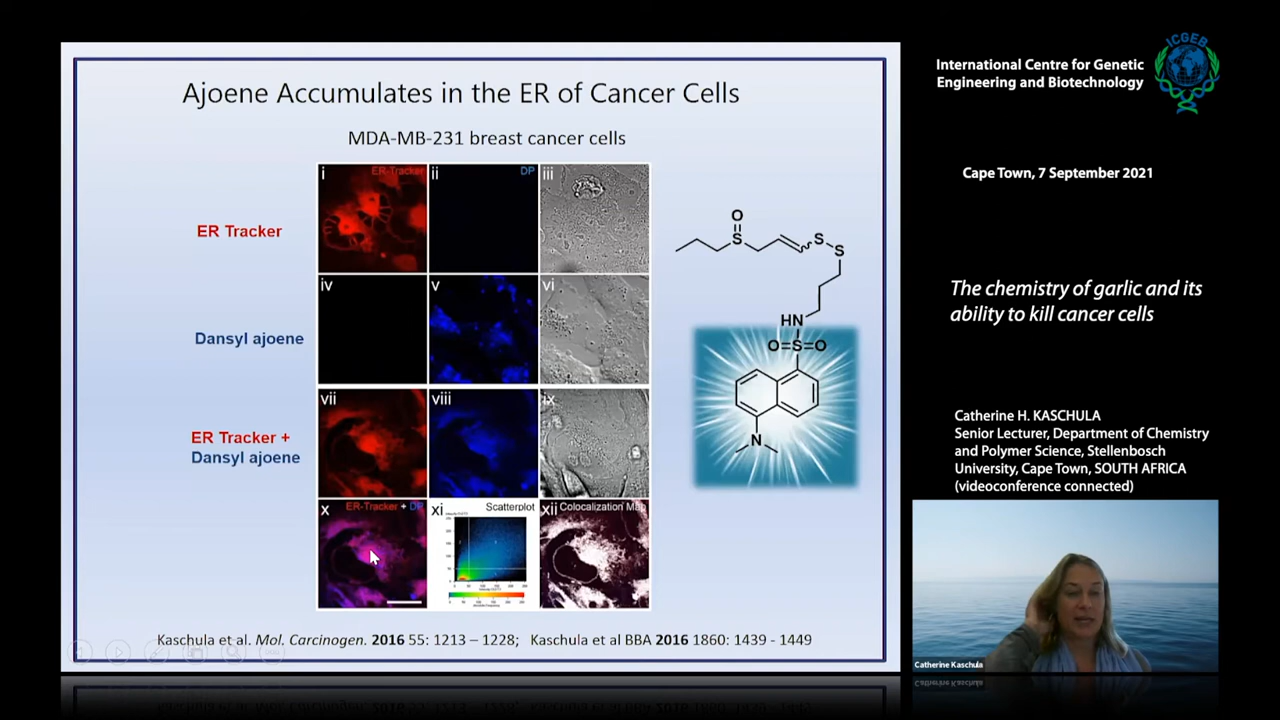 Ajoene Accumulates in the ER of Cancer Cells
MDA-MB-231 breast cancer cells
ER Tracker
Dansyl ajoene
ER Tracker +
Dansyl ajoene
i
ER-Tracker
ii
DP
iii
iv
v
vi
vii
viii
ix
x
ER-Tracker + DP
xi
Scatterplot
xii
Colocalization Map
O
S
S
S
HN
O=S=O
N
Kaschula et al. Mol. Carcinogen. 2016 55: 1213 – 1228; Kaschula et al BBA 2016 1860: 1439 - 1449
ICGEB
International Centre for Genetic
Engineering and Biotechnology
Cape Town, 7 September 2021
The chemistry of garlic and its
ability to kill cancer cells
Catherine H. KASCHULA
Senior Lecturer, Department of Chemistry
and Polymer Science, Stellenbosch
University, Cape Town, SOUTH AFRICA
(videoconference connected)
Catherine Kaschula